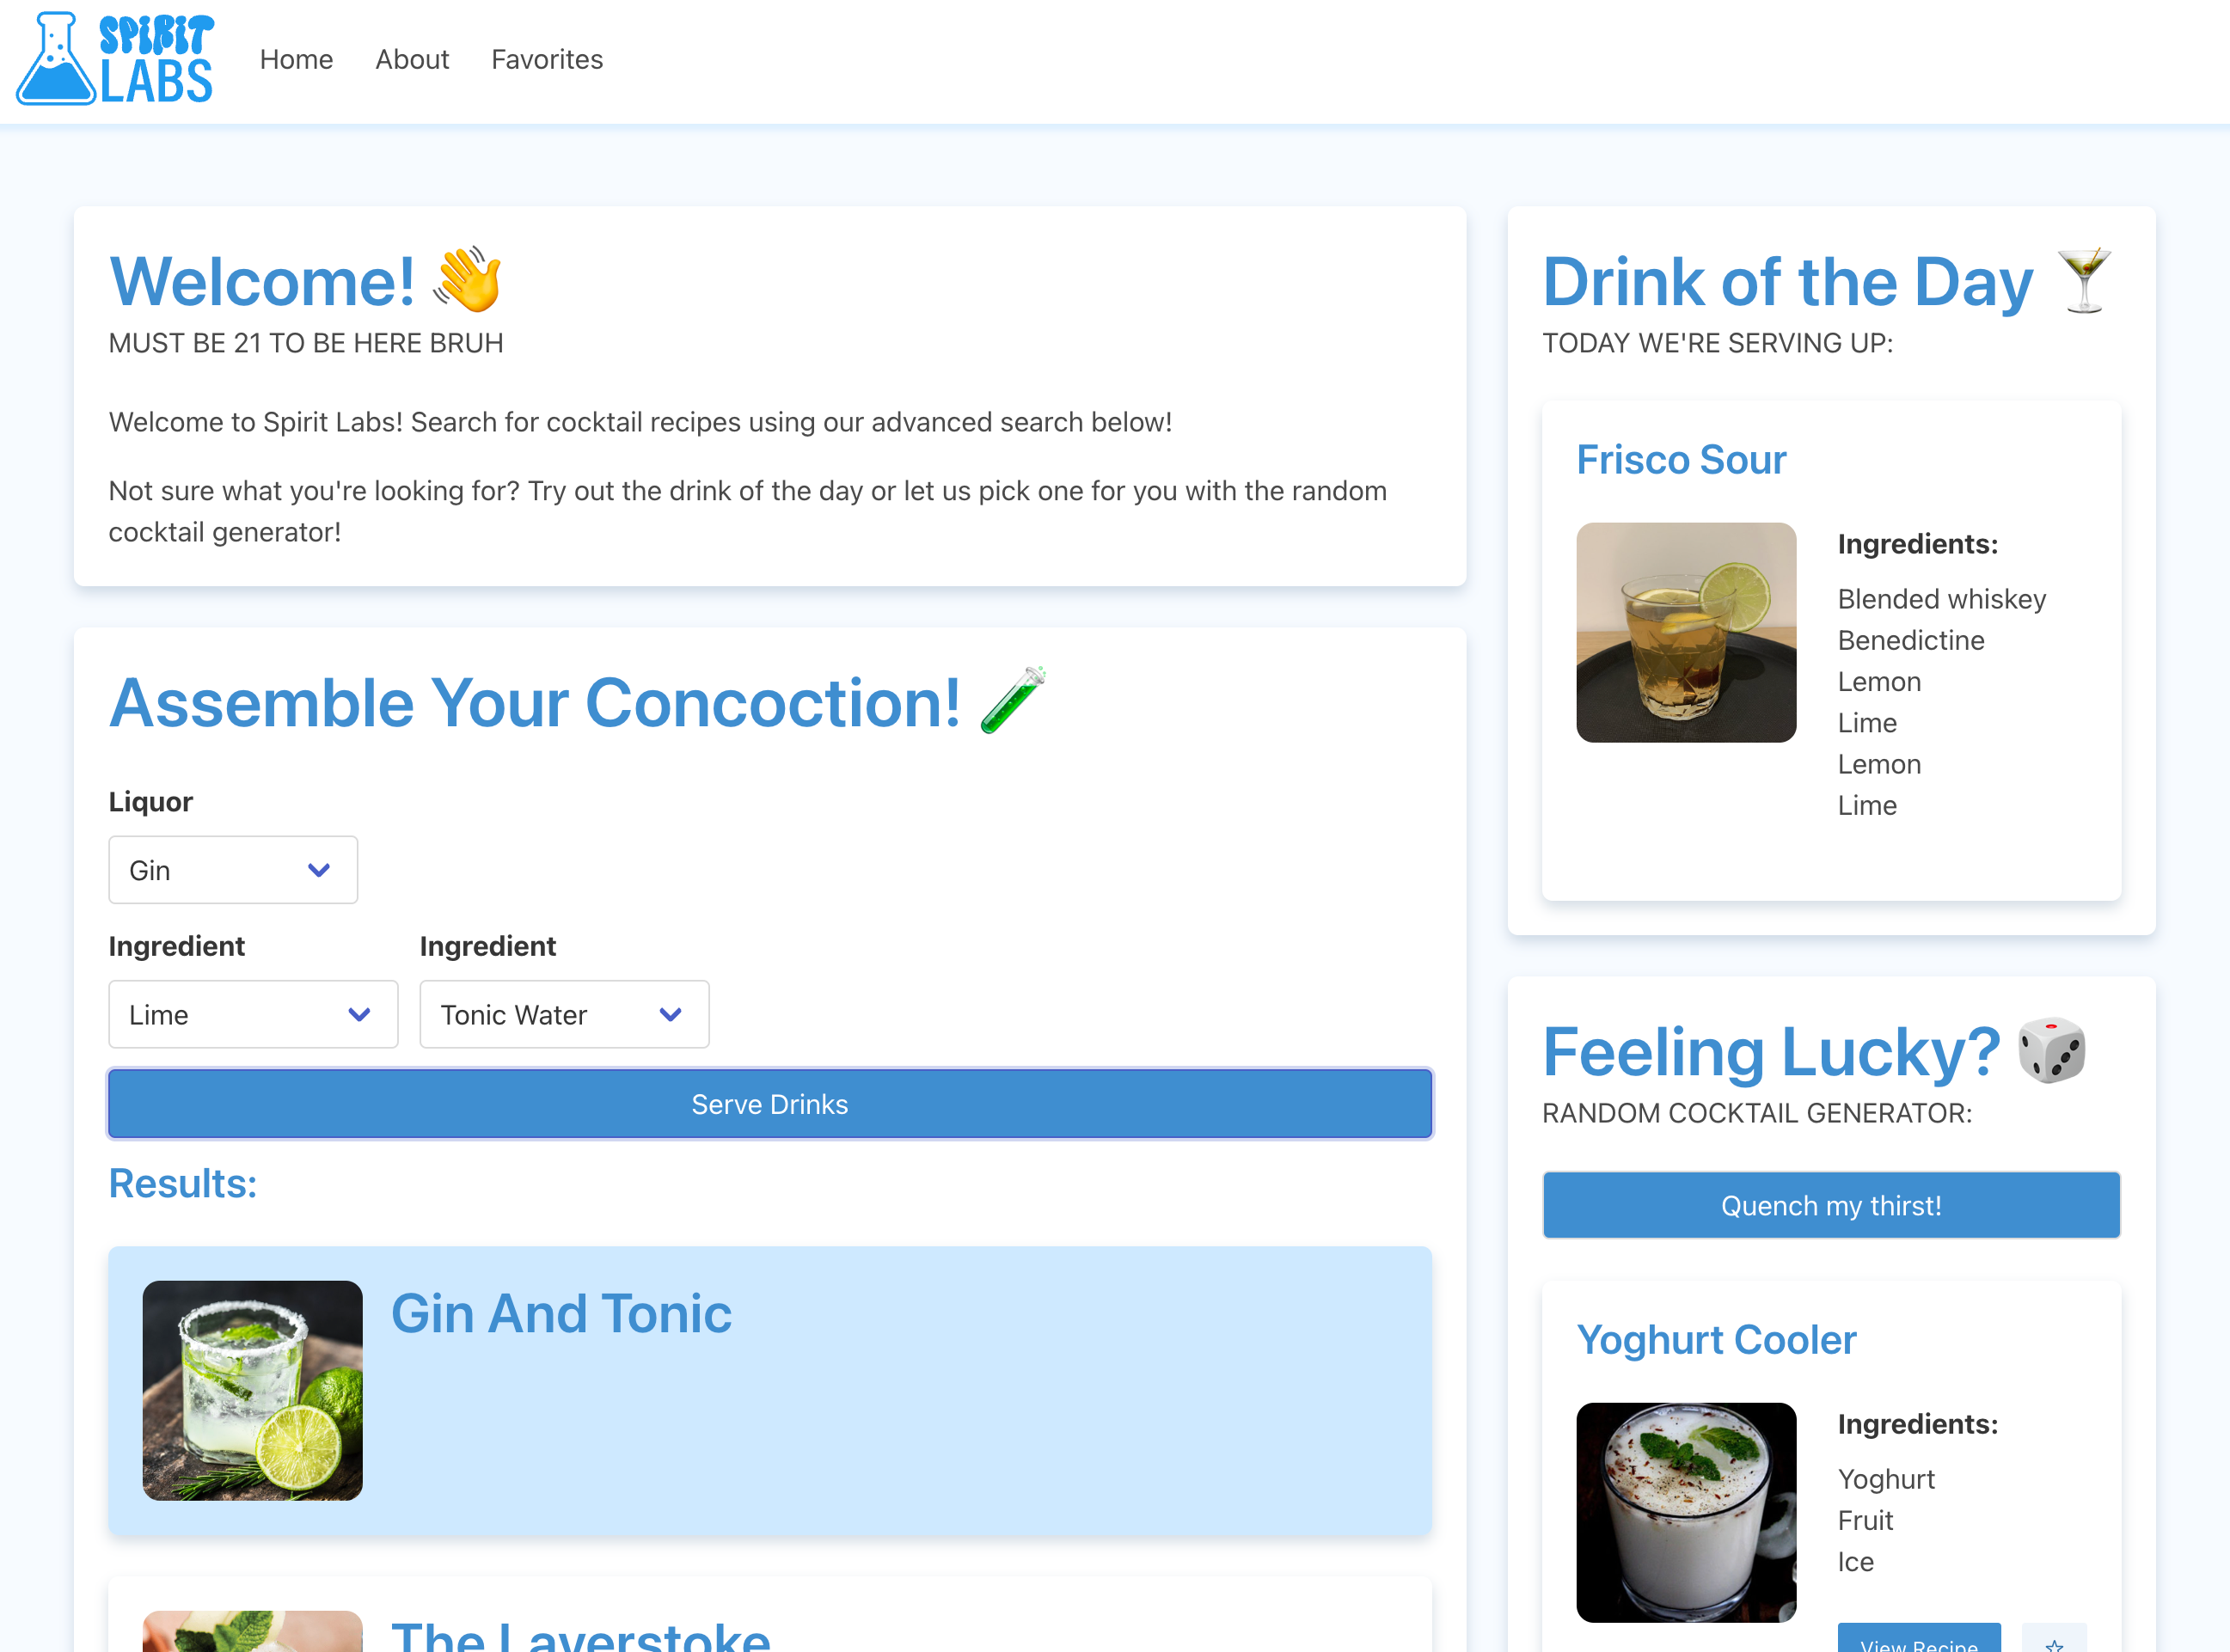 SPIRIT
LABS
Home
About
Favorites
Welcome! 👋
MUST BE 21 TO BE HERE BRUH
Welcome to Spirit Labs! Search for cocktail recipes using our advanced search below!
Not sure what you're looking for? Try out the drink of the day or let us pick one for you with the random
cocktail generator!
Assemble Your Concoction! 🧪
Liquor
Gin
Ingredient
Ingredient
Lime
Tonic Water
Serve Drinks
Results:
Gin And Tonic
The Laverstoke
Drink of the Day 🍸
TODAY WE'RE SERVING UP:
Frisco Sour
Ingredients:
Blended whiskey
Benedictine
Lemon
Lime
Lemon
Lime
Feeling Lucky? 🎲
RANDOM COCKTAIL GENERATOR:
Quench my thirst!
Yoghurt Cooler
Ingredients:
Yoghurt
Fruit
Ice
View Recipe